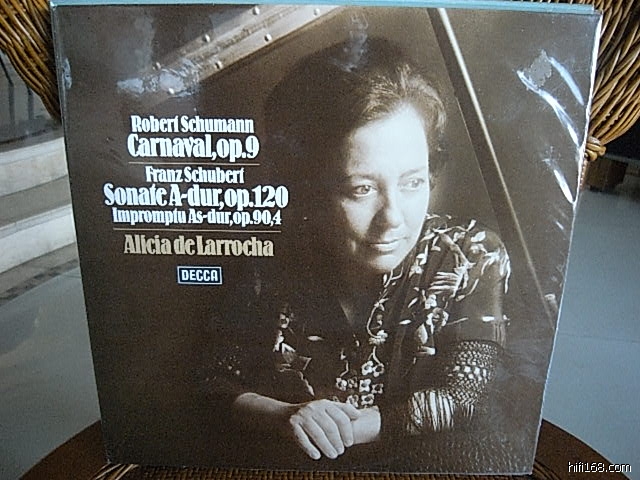 Robert Schumann
Carnaval, op.9
Franz Schubert
Sonate A-dur, op.120
Impromptu As-dur, op.90,4
Alicia de Larrocha
DECCA
hifi168.com